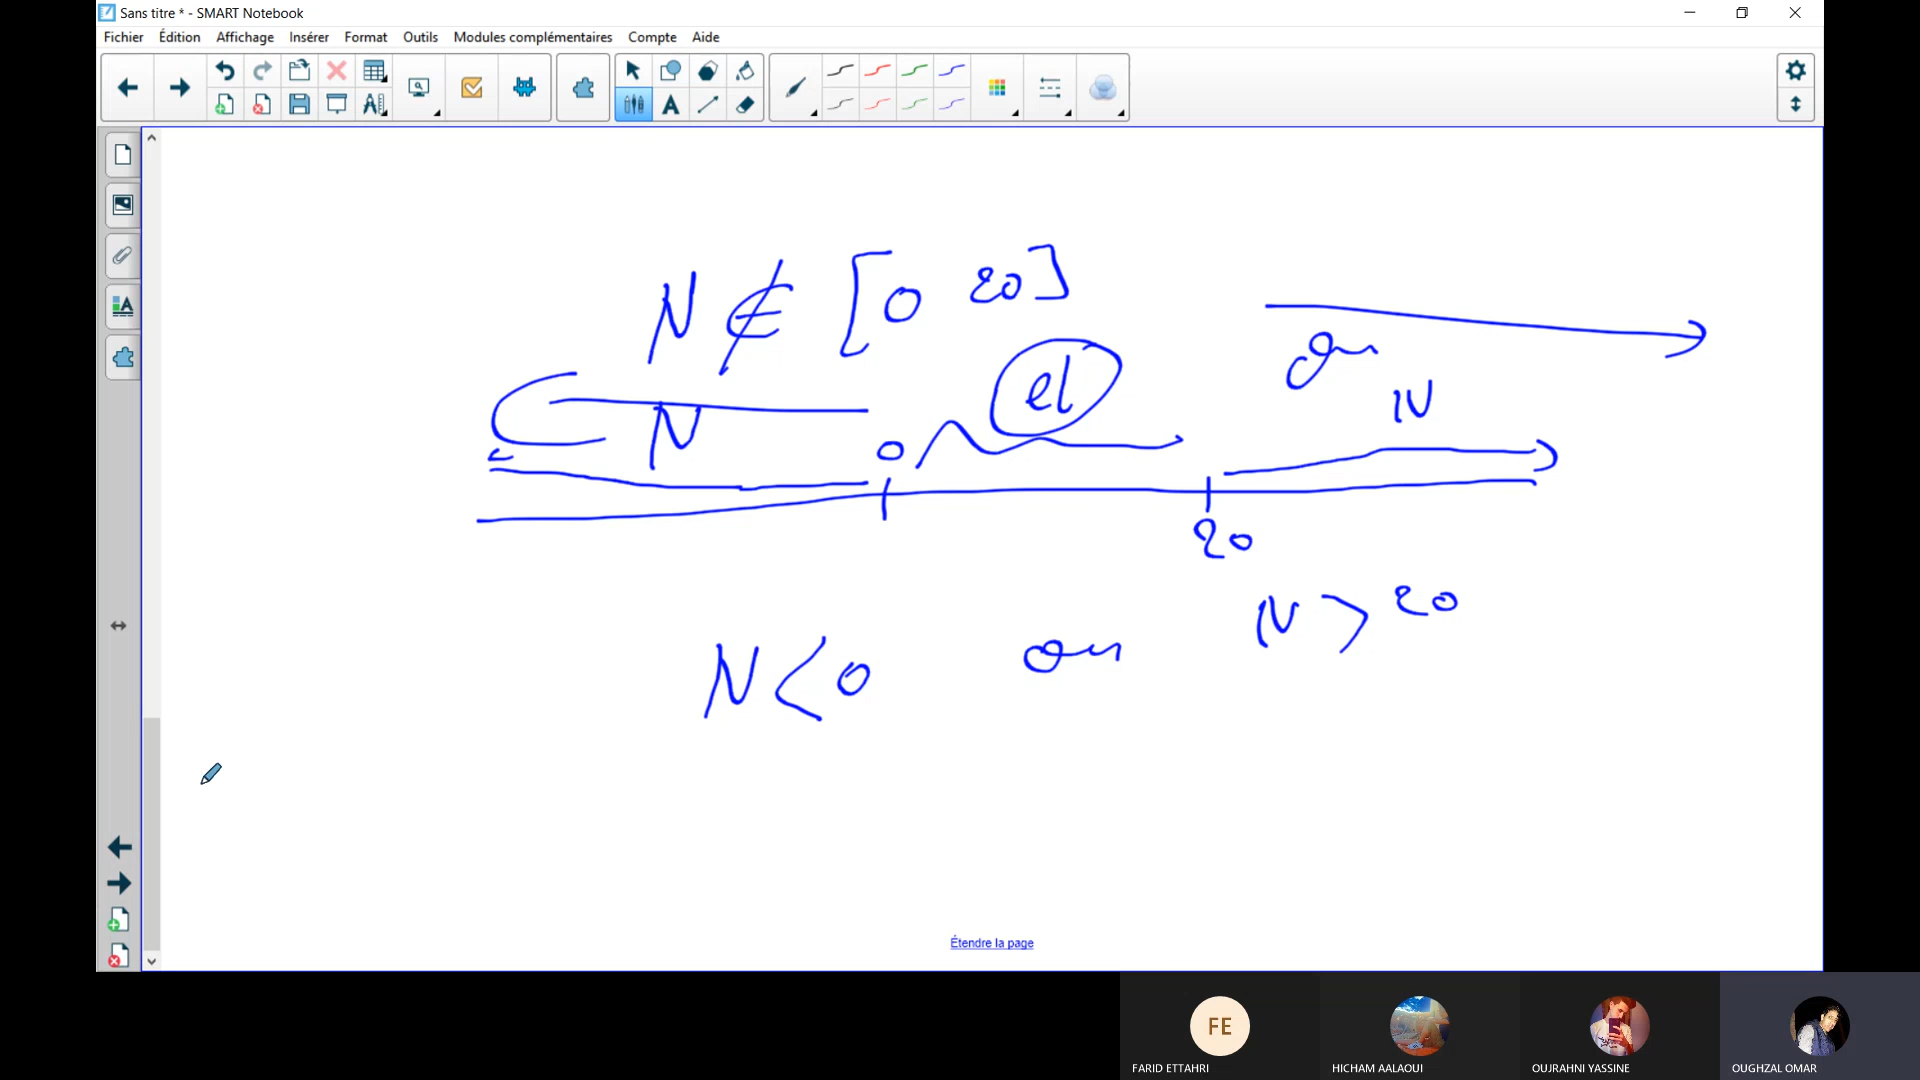 Sans titre * - SMART Notebook
Fichier Édition Affichage Insérer Format Outils Modules complémentaires Compte Aide
N ∉ [0 20]
ou
N
el
N
0
20
N < 0 ou N > 20
Étendre la page
FE
FARID ETTAHRI
HICHAM AALAOUI
OUJRAHNI YASSINE
OUGHZAL OMAR